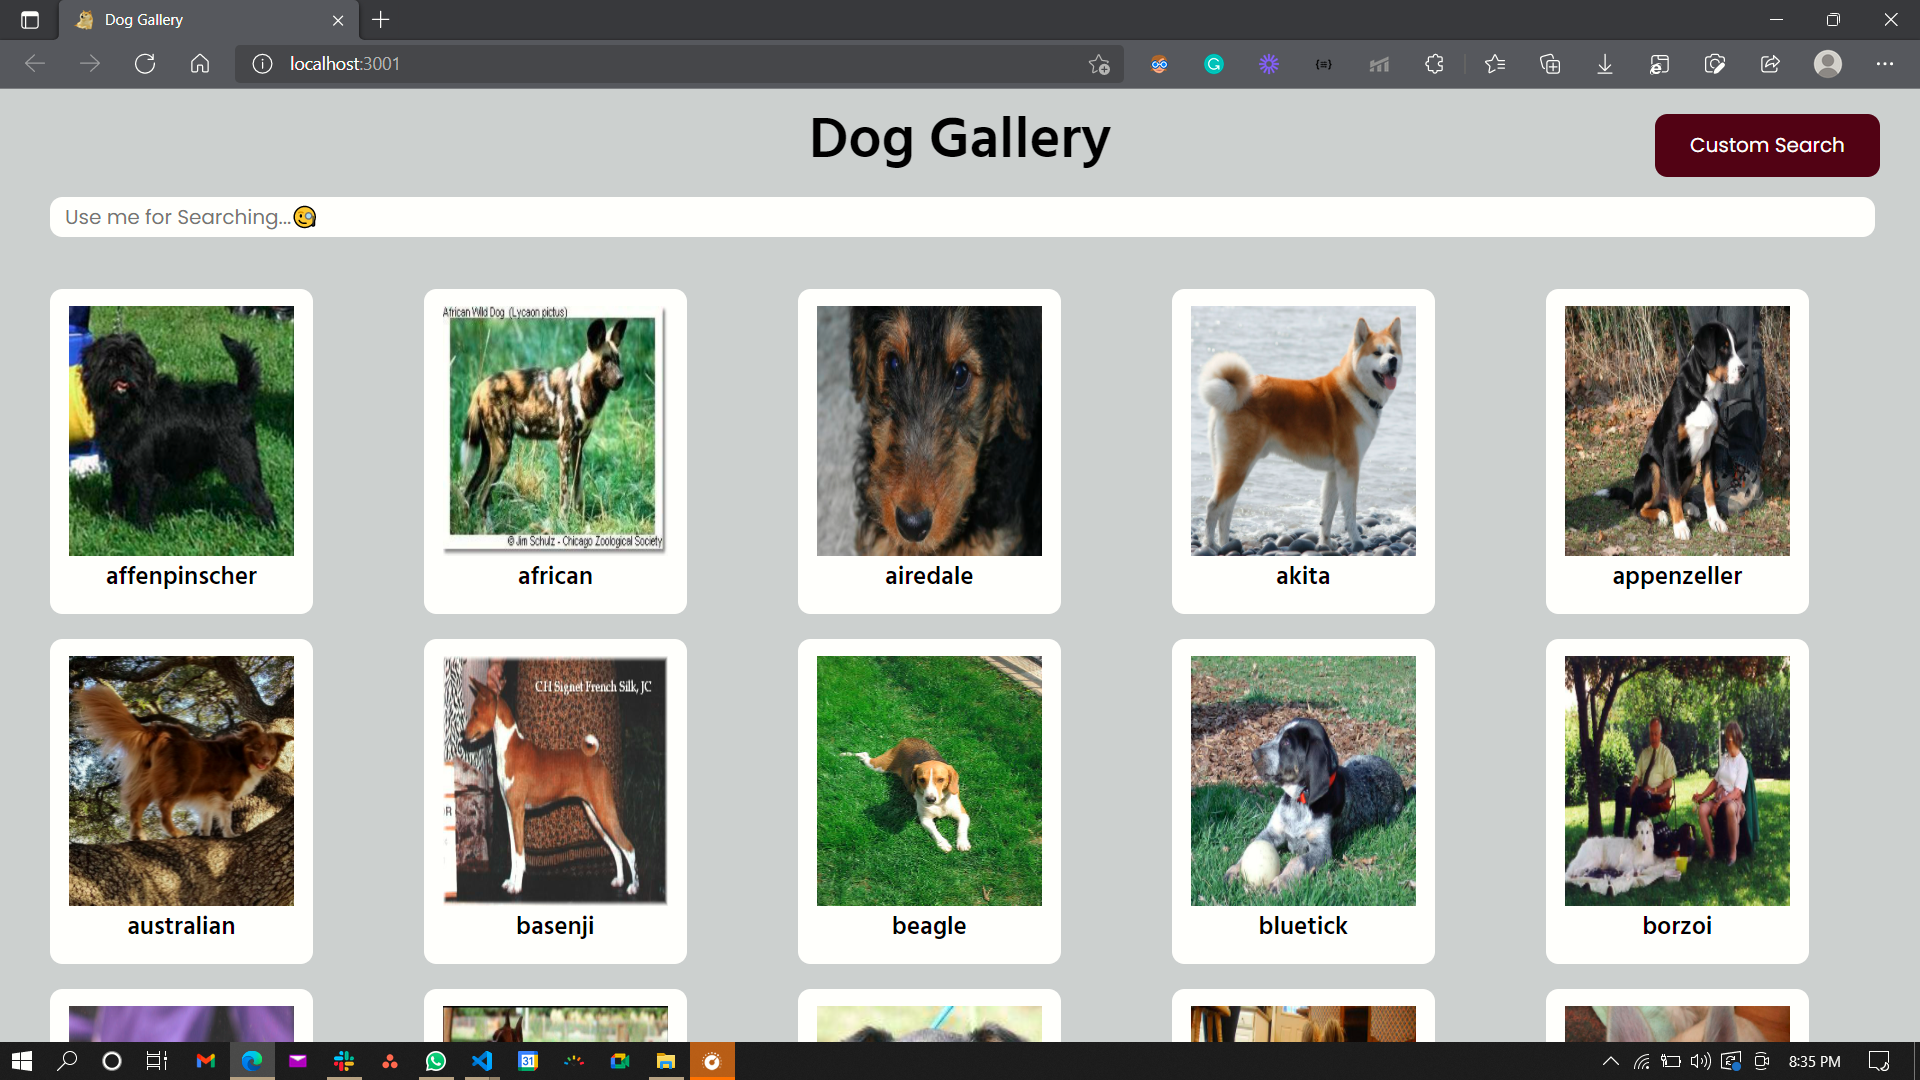 Dog Gallery
localhost:3001
Dog Gallery
Custom Search
Use me for Searching...🧐
African Wild Dog (Lycaon pictus)
© Jim Schulz - Chicago Zoological Society
affenpinscher
african
airedale
akita
appenzeller
CH Signet French Silk, JC
australian
basenji
beagle
bluetick
borzoi
31
8:35 PM